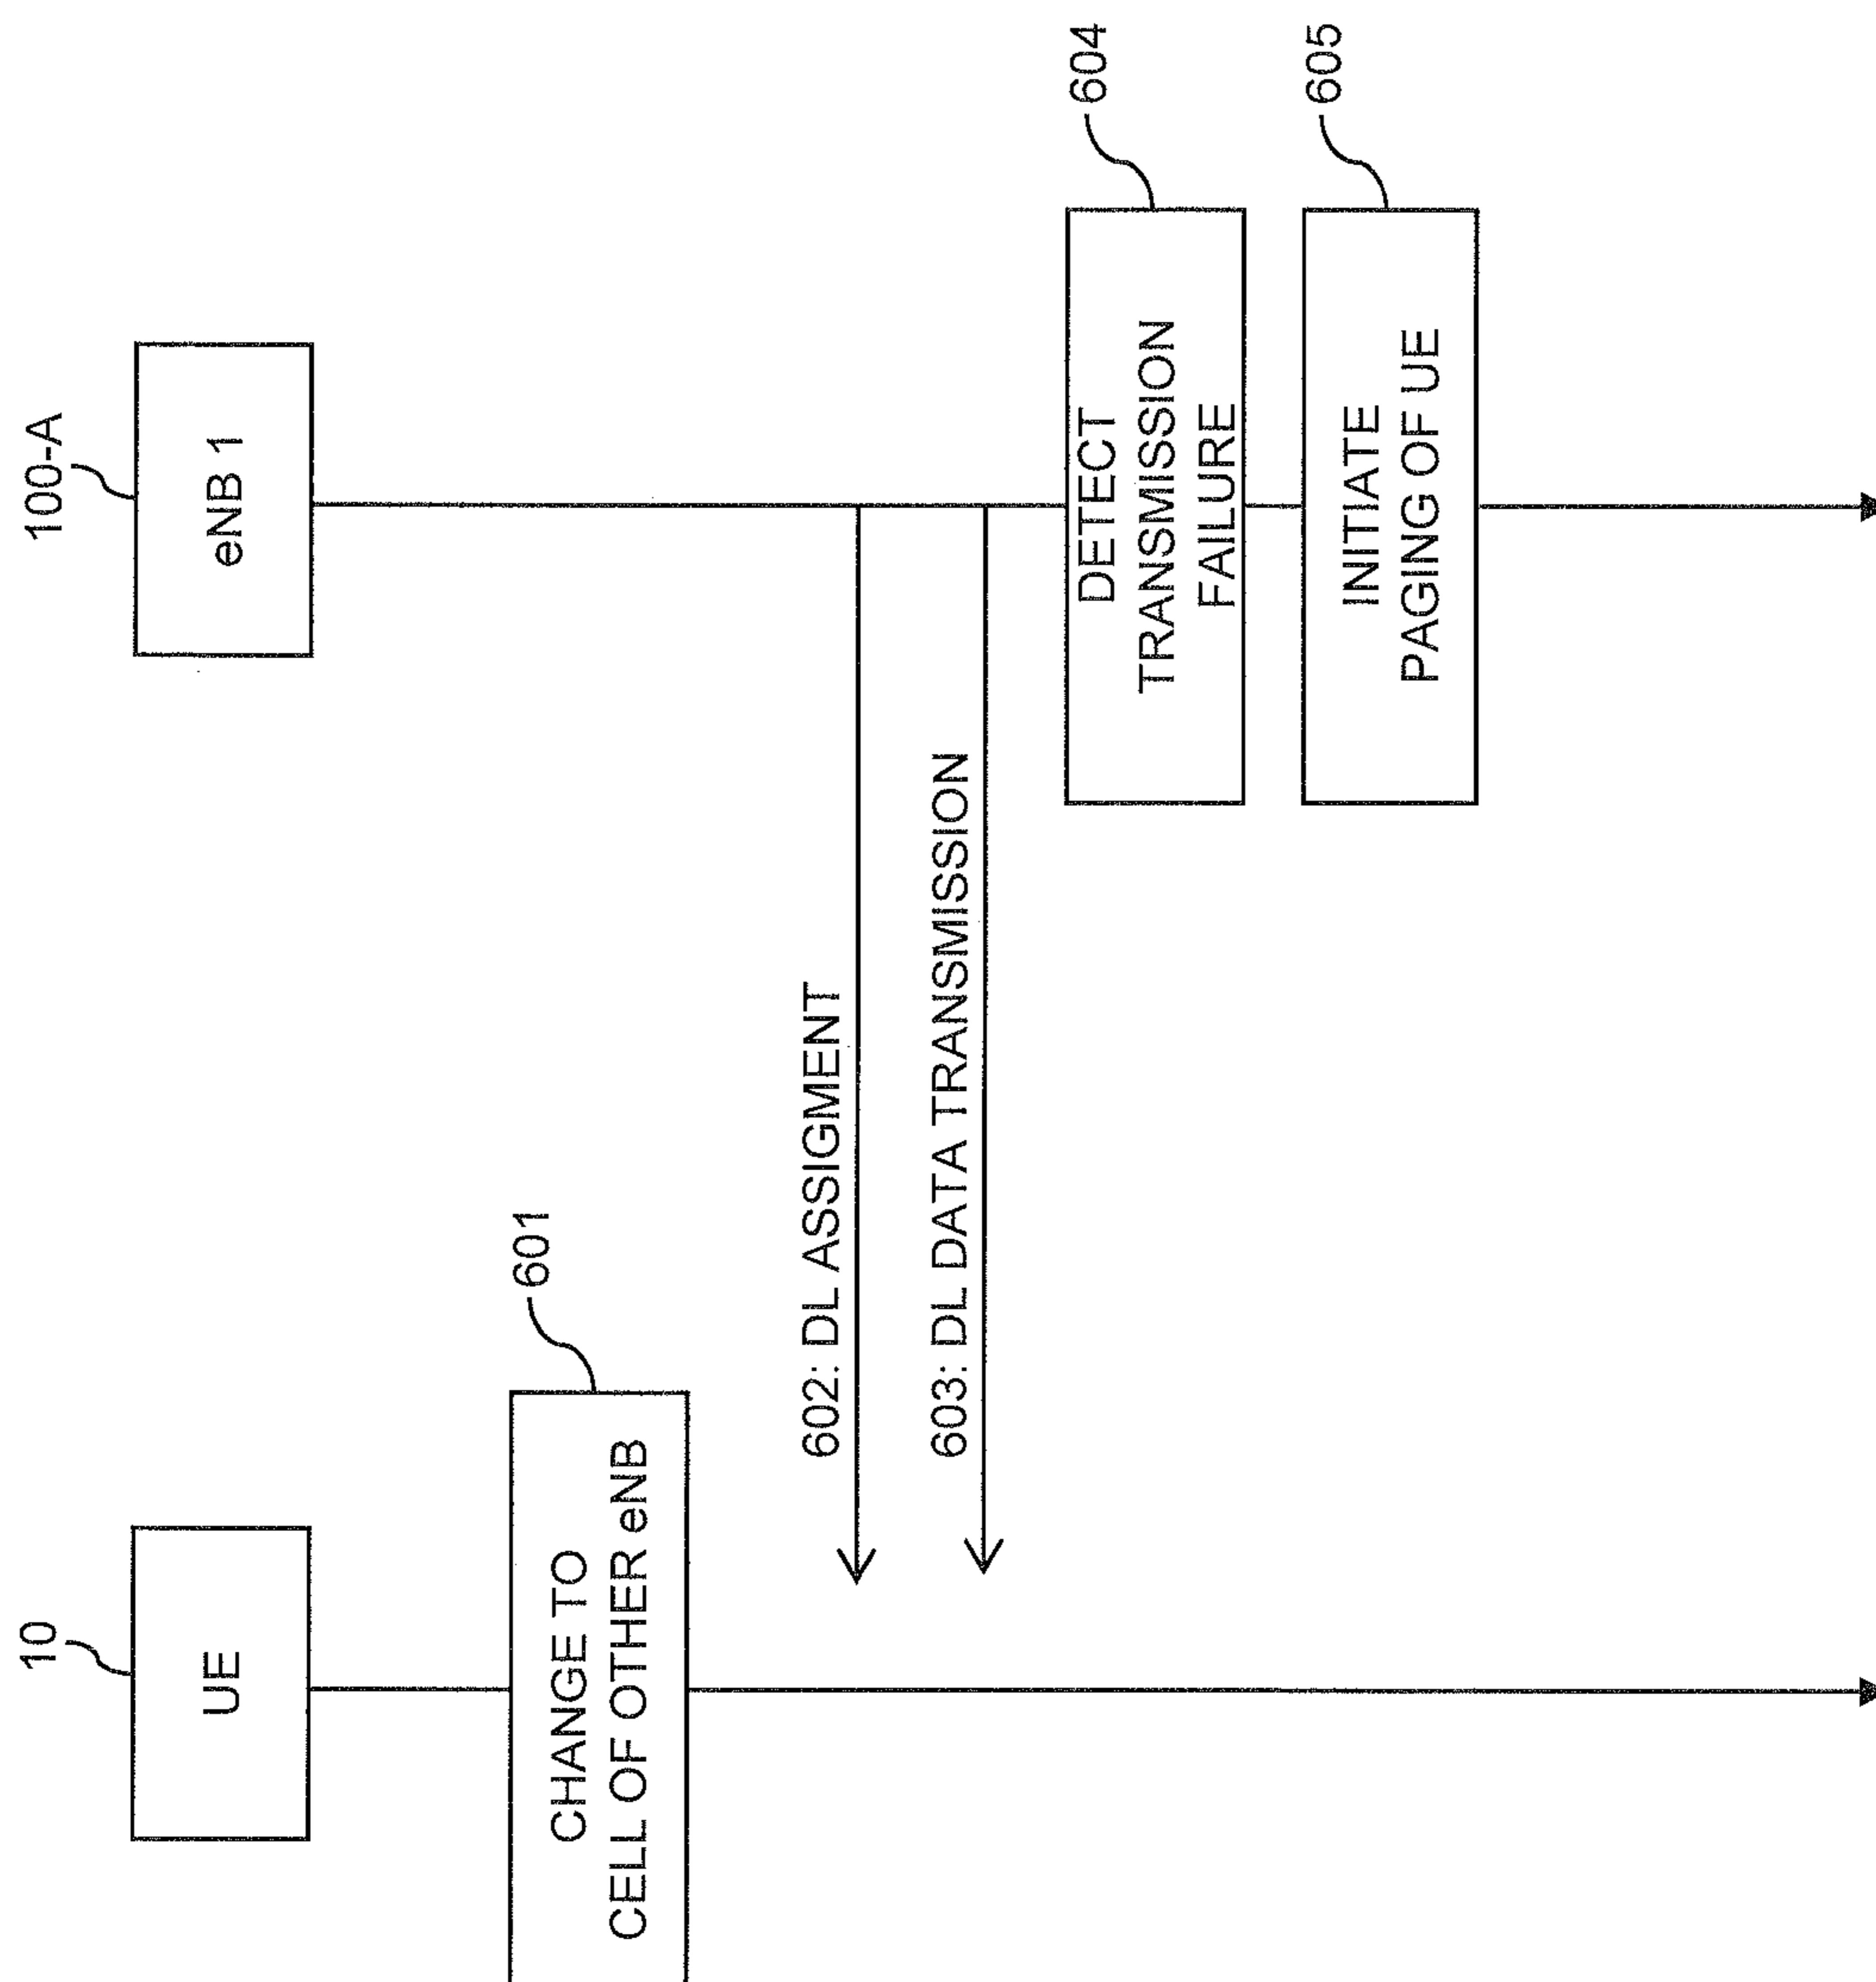 10
UE
100-A
eNB 1
CHANGE TO
CELL OF OTHER eNB
601
602: DL ASSIGMENT
603: DL DATA TRANSMISSION
DETECT
TRANSMISSION
FAILURE
604
INITIATE
PAGING OF UE
605